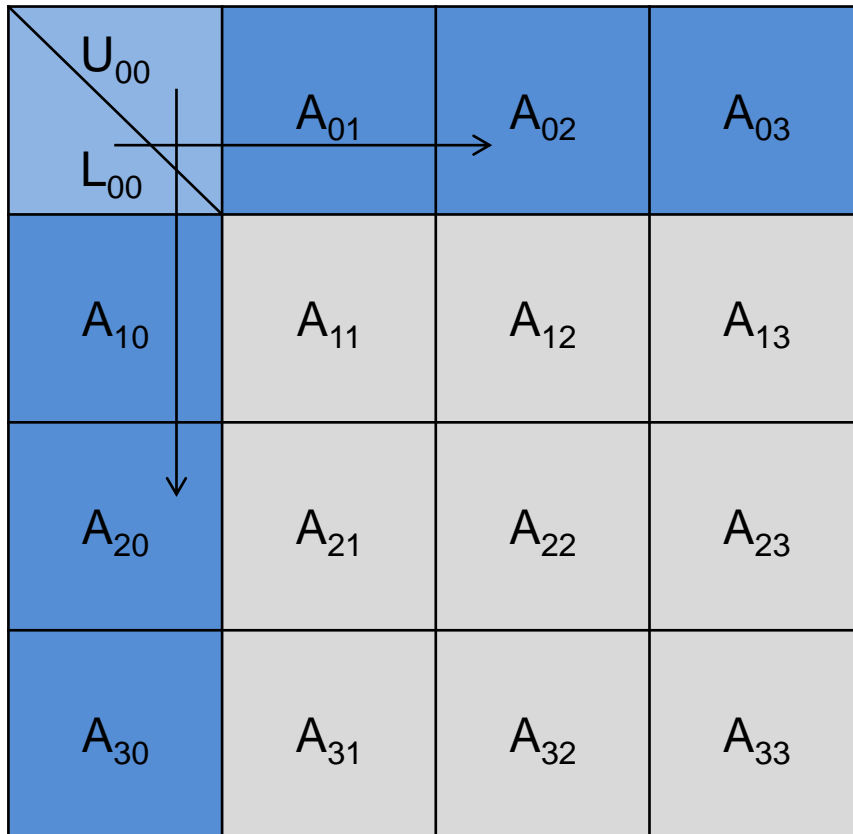 U₀₀
A₀₁ A₀₂ A₀₃
L₀₀
A₁₀ A₁₁ A₁₂ A₁₃
A₂₀ A₂₁ A₂₂ A₂₃
A₃₀ A₃₁ A₃₂ A₃₃